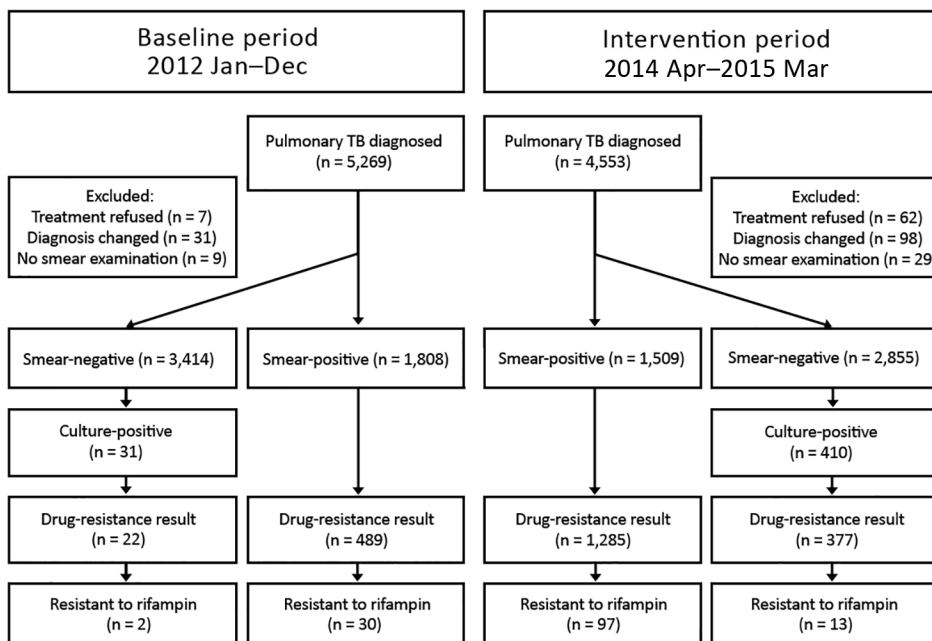 Baseline period
2012 Jan–Dec
Intervention period
2014 Apr–2015 Mar
Pulmonary TB diagnosed
(n = 5,269)
Pulmonary TB diagnosed
(n = 4,553)
Excluded:
Treatment refused (n = 7)
Diagnosis changed (n = 31)
No smear examination (n = 9)
Excluded:
Treatment refused (n = 62)
Diagnosis changed (n = 98)
No smear examination (n = 29
Smear-negative (n = 3,414)
Smear-positive (n = 1,808)
Smear-positive (n = 1,509)
Smear-negative (n = 2,855)
Culture-positive
(n = 31)
Culture-positive
(n = 410)
Drug-resistance result
(n = 22)
Drug-resistance result
(n = 489)
Drug-resistance result
(n = 1,285)
Drug-resistance result
(n = 377)
Resistant to rifampin
(n = 2)
Resistant to rifampin
(n = 30)
Resistant to rifampin
(n = 97)
Resistant to rifampin
(n = 13)